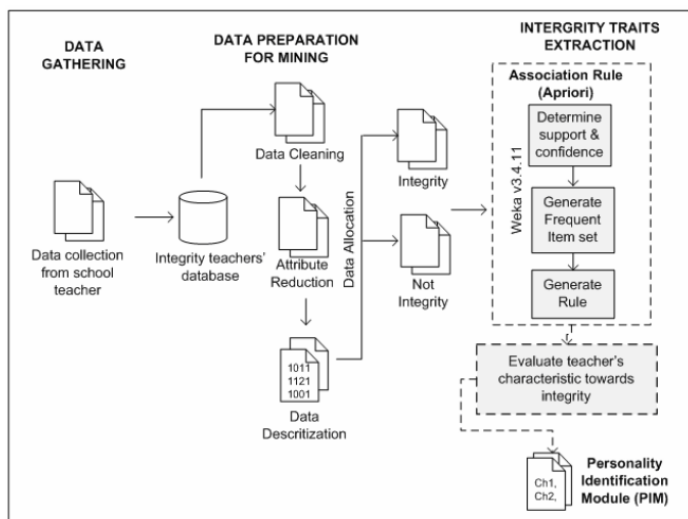 DATA
GATHERING
Data collection
from school
teacher
DATA PREPARATION
FOR MINING
Integrity teachers'
database
Data Cleaning
Attribute
Reduction
1011
1121
1001
Data
Descritization
Data Allocation
Integrity
Not
Integrity
INTERGRITY TRAITS
EXTRACTION
Association Rule
(Apriori)
Weka v3.4.11
Determine
support &
confidence
Generate
Frequent
Item set
Generate
Rule
Evaluate teacher's
characteristic towards
integrity
Ch1,
Ch2,
Personality
Identification
Module (PIM)